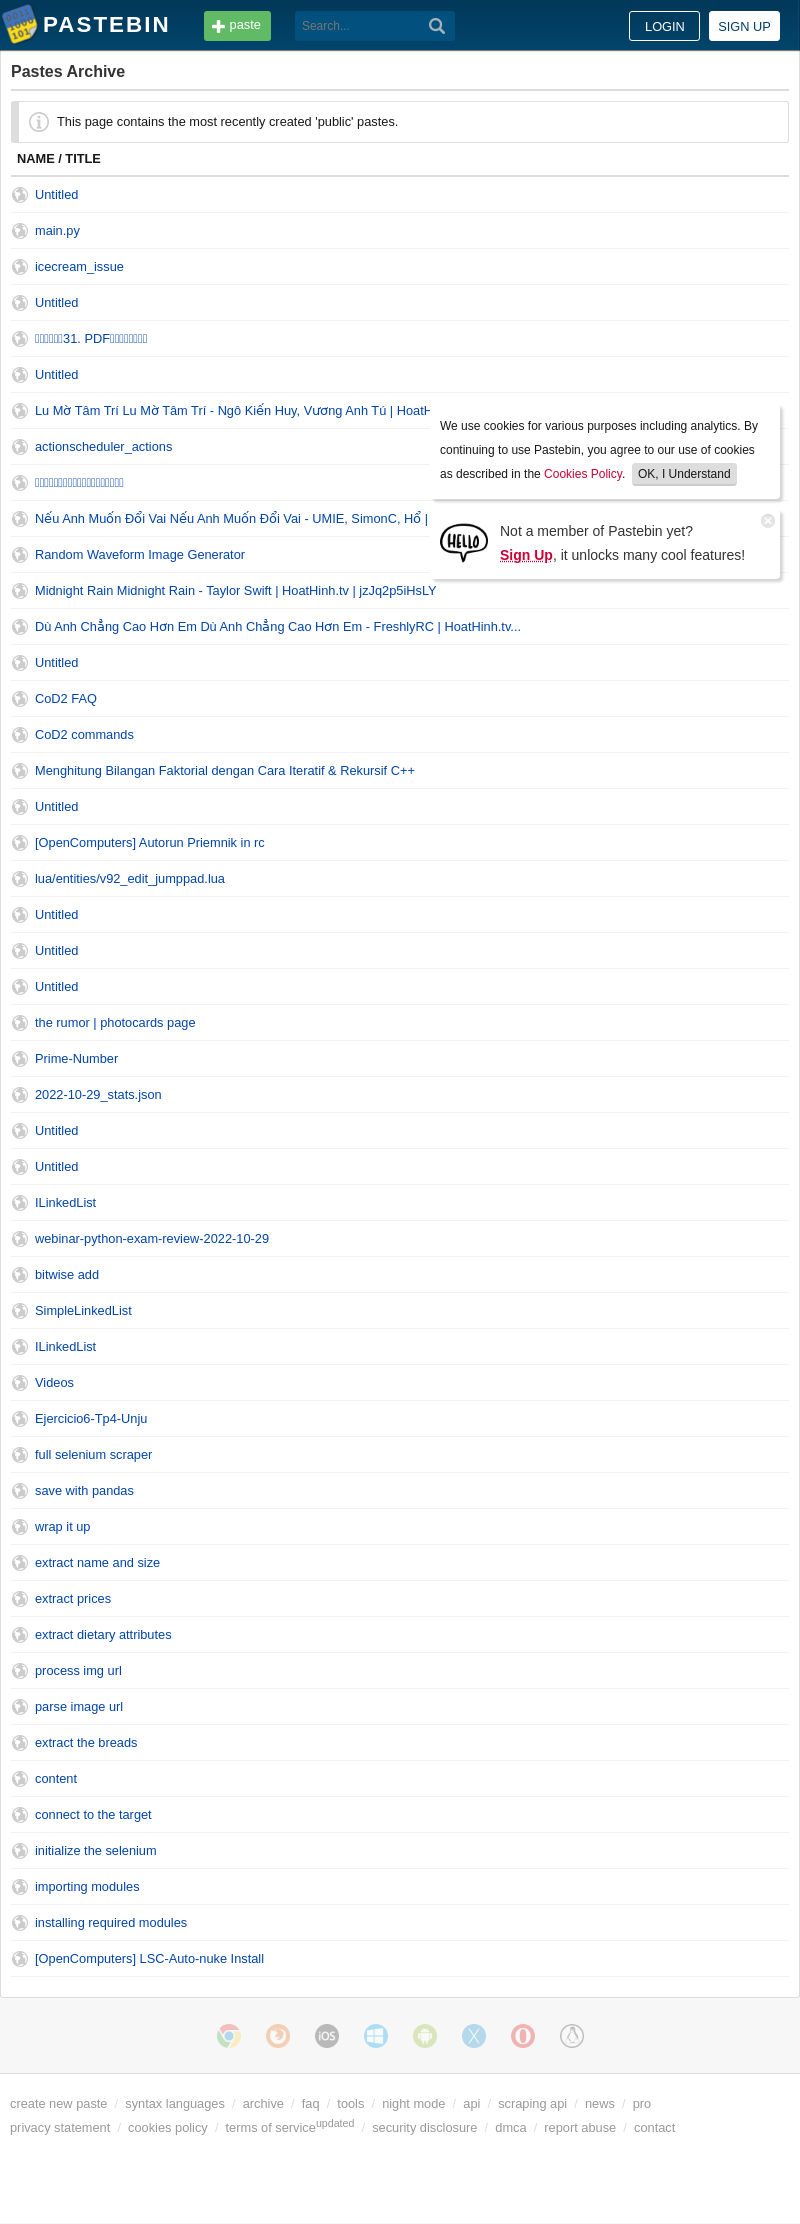 PASTEBIN
paste
Search...
LOGIN
SIGN UP
Pastes Archive
This page contains the most recently created 'public' pastes.
NAME / TITLE
Untitled
main.py
icecream_issue
Untitled
31. PDF
Untitled
Lu Mờ Tâm Trí Lu Mờ Tâm Trí - Ngô Kiến Huy, Vương Anh Tú |
actionscheduler_actions
Nếu Anh Muốn Đổi Vai Nếu Anh Muốn Đổi Vai - UMIE, SimonC, Hổ |
Random Waveform Image Generator
Midnight Rain Midnight Rain - Taylor Swift | HoatHinh.tv | jzJq2p5iHsLY
Dù Anh Chẳng Cao Hơn Em Dù Anh Chẳng Cao Hơn Em - FreshlyRC | HoatHinh.tv...
We use cookies for various purposes including analytics. By
continuing to use Pastebin, you agree to our use of cookies
as described in the Cookies Policy. OK, I Understand
HELLO
Not a member of Pastebin yet?
Sign Up, it unlocks many cool features!
Untitled
CoD2 FAQ
CoD2 commands
Menghitung Bilangan Faktorial dengan Cara Iteratif & Rekursif C++
Untitled
[OpenComputers] Autorun Priemnik in rc
lua/entities/v92_edit_jumppad.lua
Untitled
Untitled
Untitled
the rumor | photocards page
Prime-Number
2022-10-29_stats.json
Untitled
Untitled
ILinkedList
webinar-python-exam-review-2022-10-29
bitwise add
SimpleLinkedList
ILinkedList
Videos
Ejercicio6-Tp4-Unju
full selenium scraper
save with pandas
wrap it up
extract name and size
extract prices
extract dietary attributes
process img url
parse image url
extract the breads
content
connect to the target
initialize the selenium
importing modules
installing required modules
[OpenComputers] LSC-Auto-nuke Install
iOS
create new paste / syntax languages / archive / faq / tools / night mode / api / scraping api / news / pro
privacy statement / cookies policy / terms of service updated / security disclosure / dmca / report abuse / contact